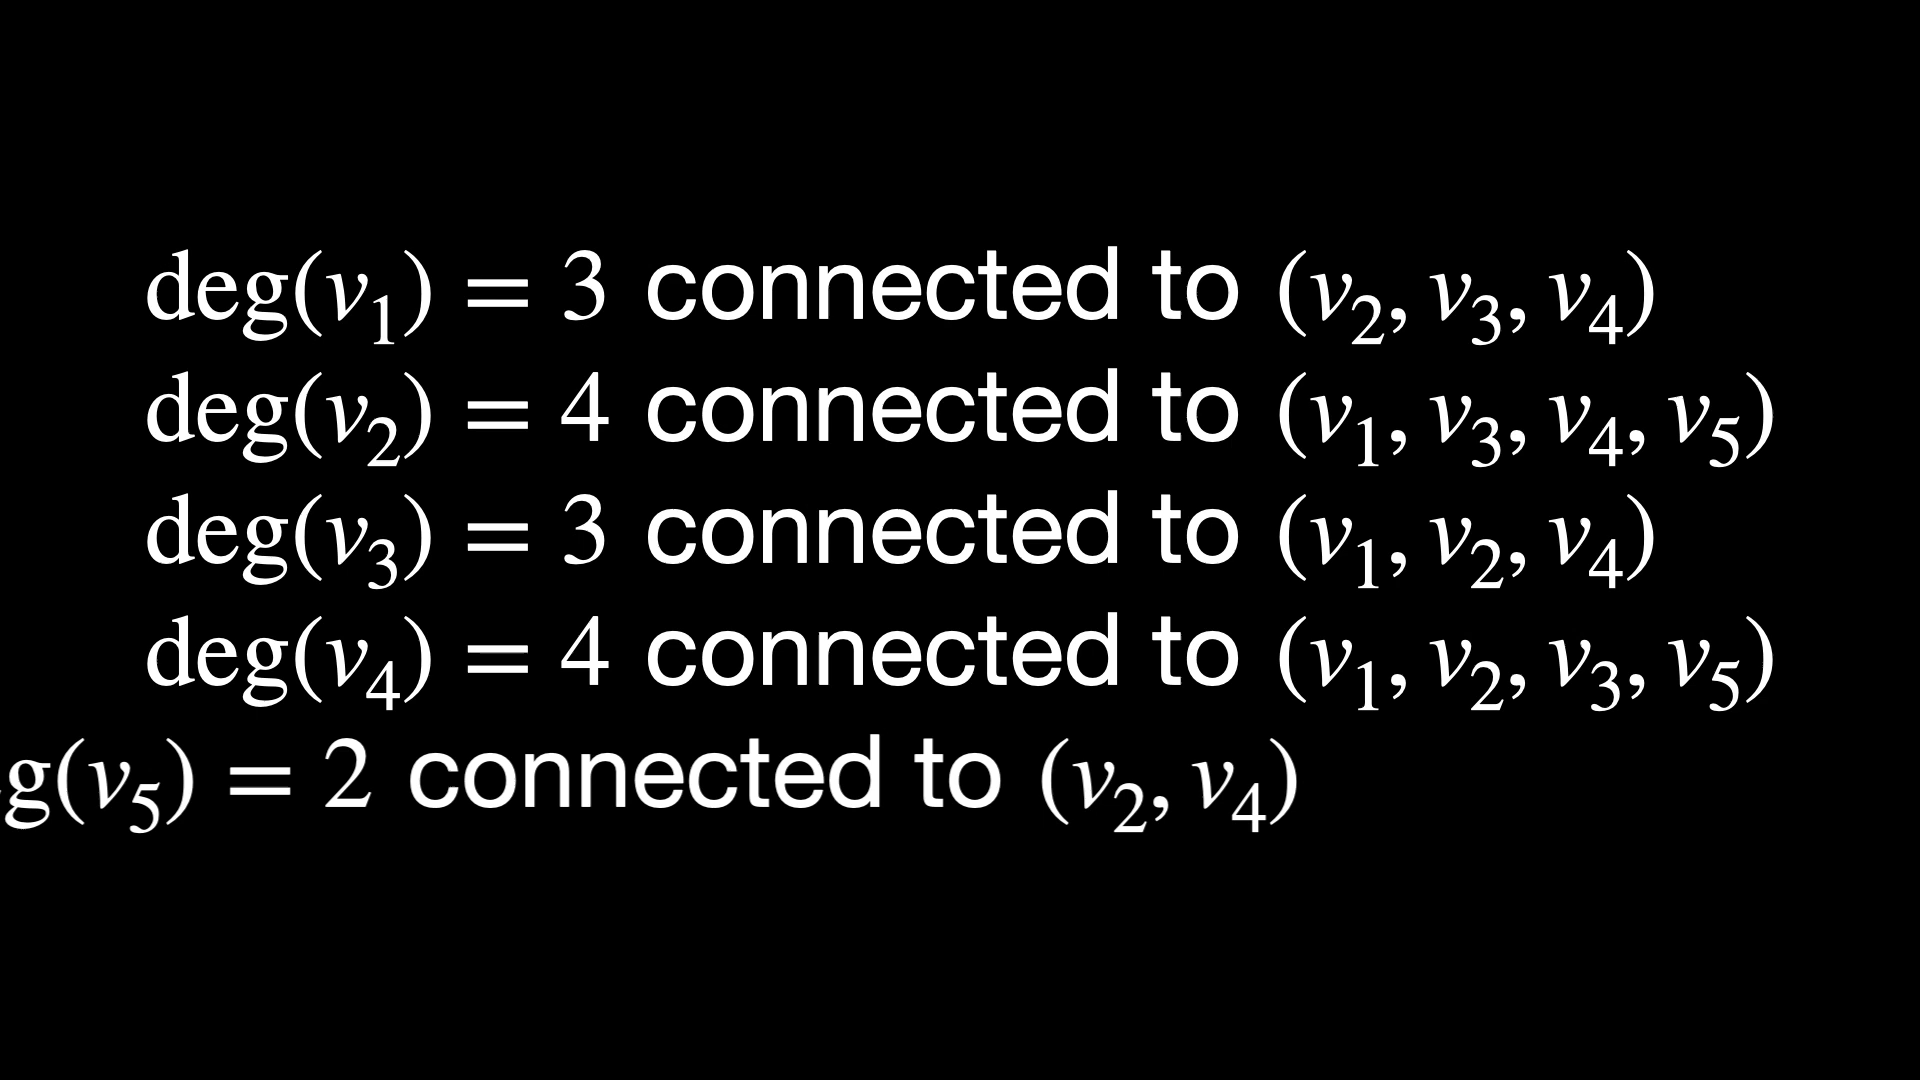 deg(v₁) = 3 connected to (v₂, v₃, v₄)
deg(v₂) = 4 connected to (v₁, v₃, v₄, v₅)
deg(v₃) = 3 connected to (v₁, v₂, v₄)
deg(v₄) = 4 connected to (v₁, v₂, v₃, v₅)
g(v₅) = 2 connected to (v₂, v₄)